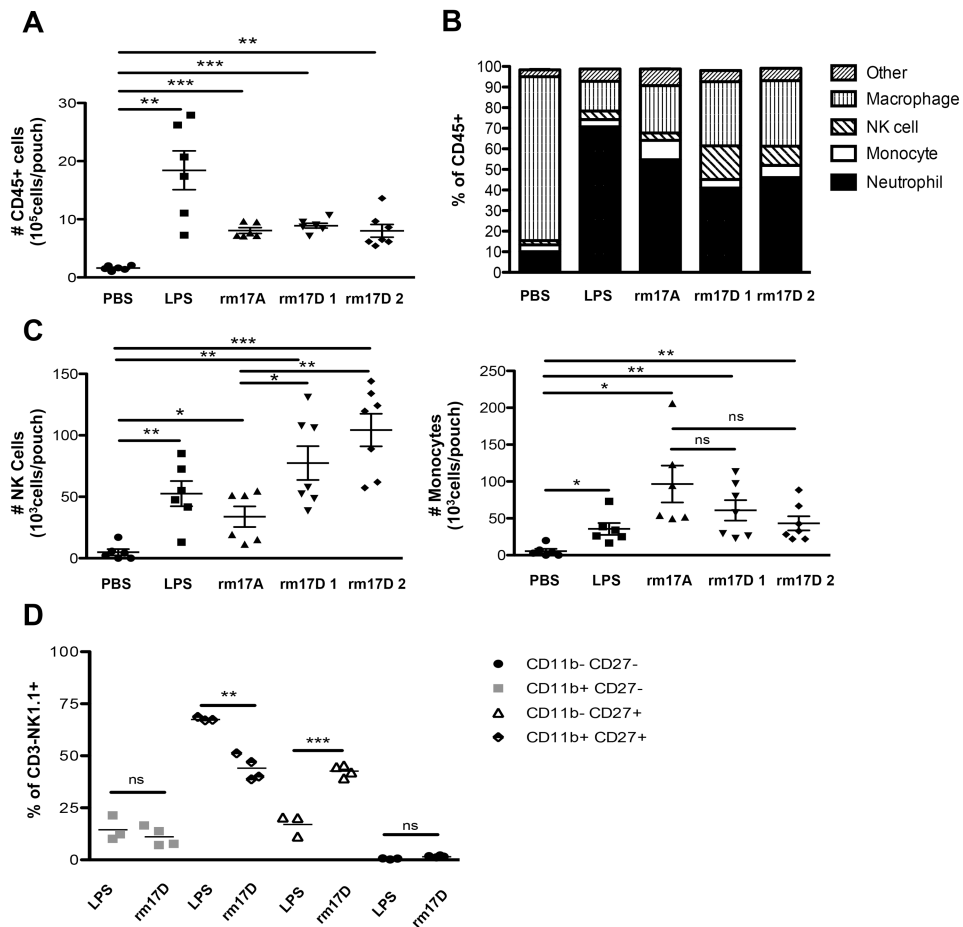 A
# CD45+ cells
(10⁵cells/pouch)
30
20
10
0
**
***
***
**
PBS
LPS
rm17A
rm17D 1
rm17D 2
B
% of CD45+
100
90
80
70
60
50
40
30
20
10
0
PBS
LPS
rm17A
rm17D 1
rm17D 2
Other
Macrophage
NK cell
Monocyte
Neutrophil
C
# NK Cells
(10³cells/pouch)
150
100
50
0
***
**
**
*
*
**
PBS
LPS
rm17A
rm17D 1
rm17D 2
# Monocytes
(10³cells/pouch)
250
200
150
100
50
0
**
**
*
ns
ns
*
PBS
LPS
rm17A
rm17D 1
rm17D 2
D
% of CD3-NK1.1+
100
75
50
25
0
ns
**
***
ns
LPS
rm17D
LPS
rm17D
LPS
rm17D
LPS
rm17D
CD11b- CD27-
CD11b+ CD27-
CD11b- CD27+
CD11b+ CD27+